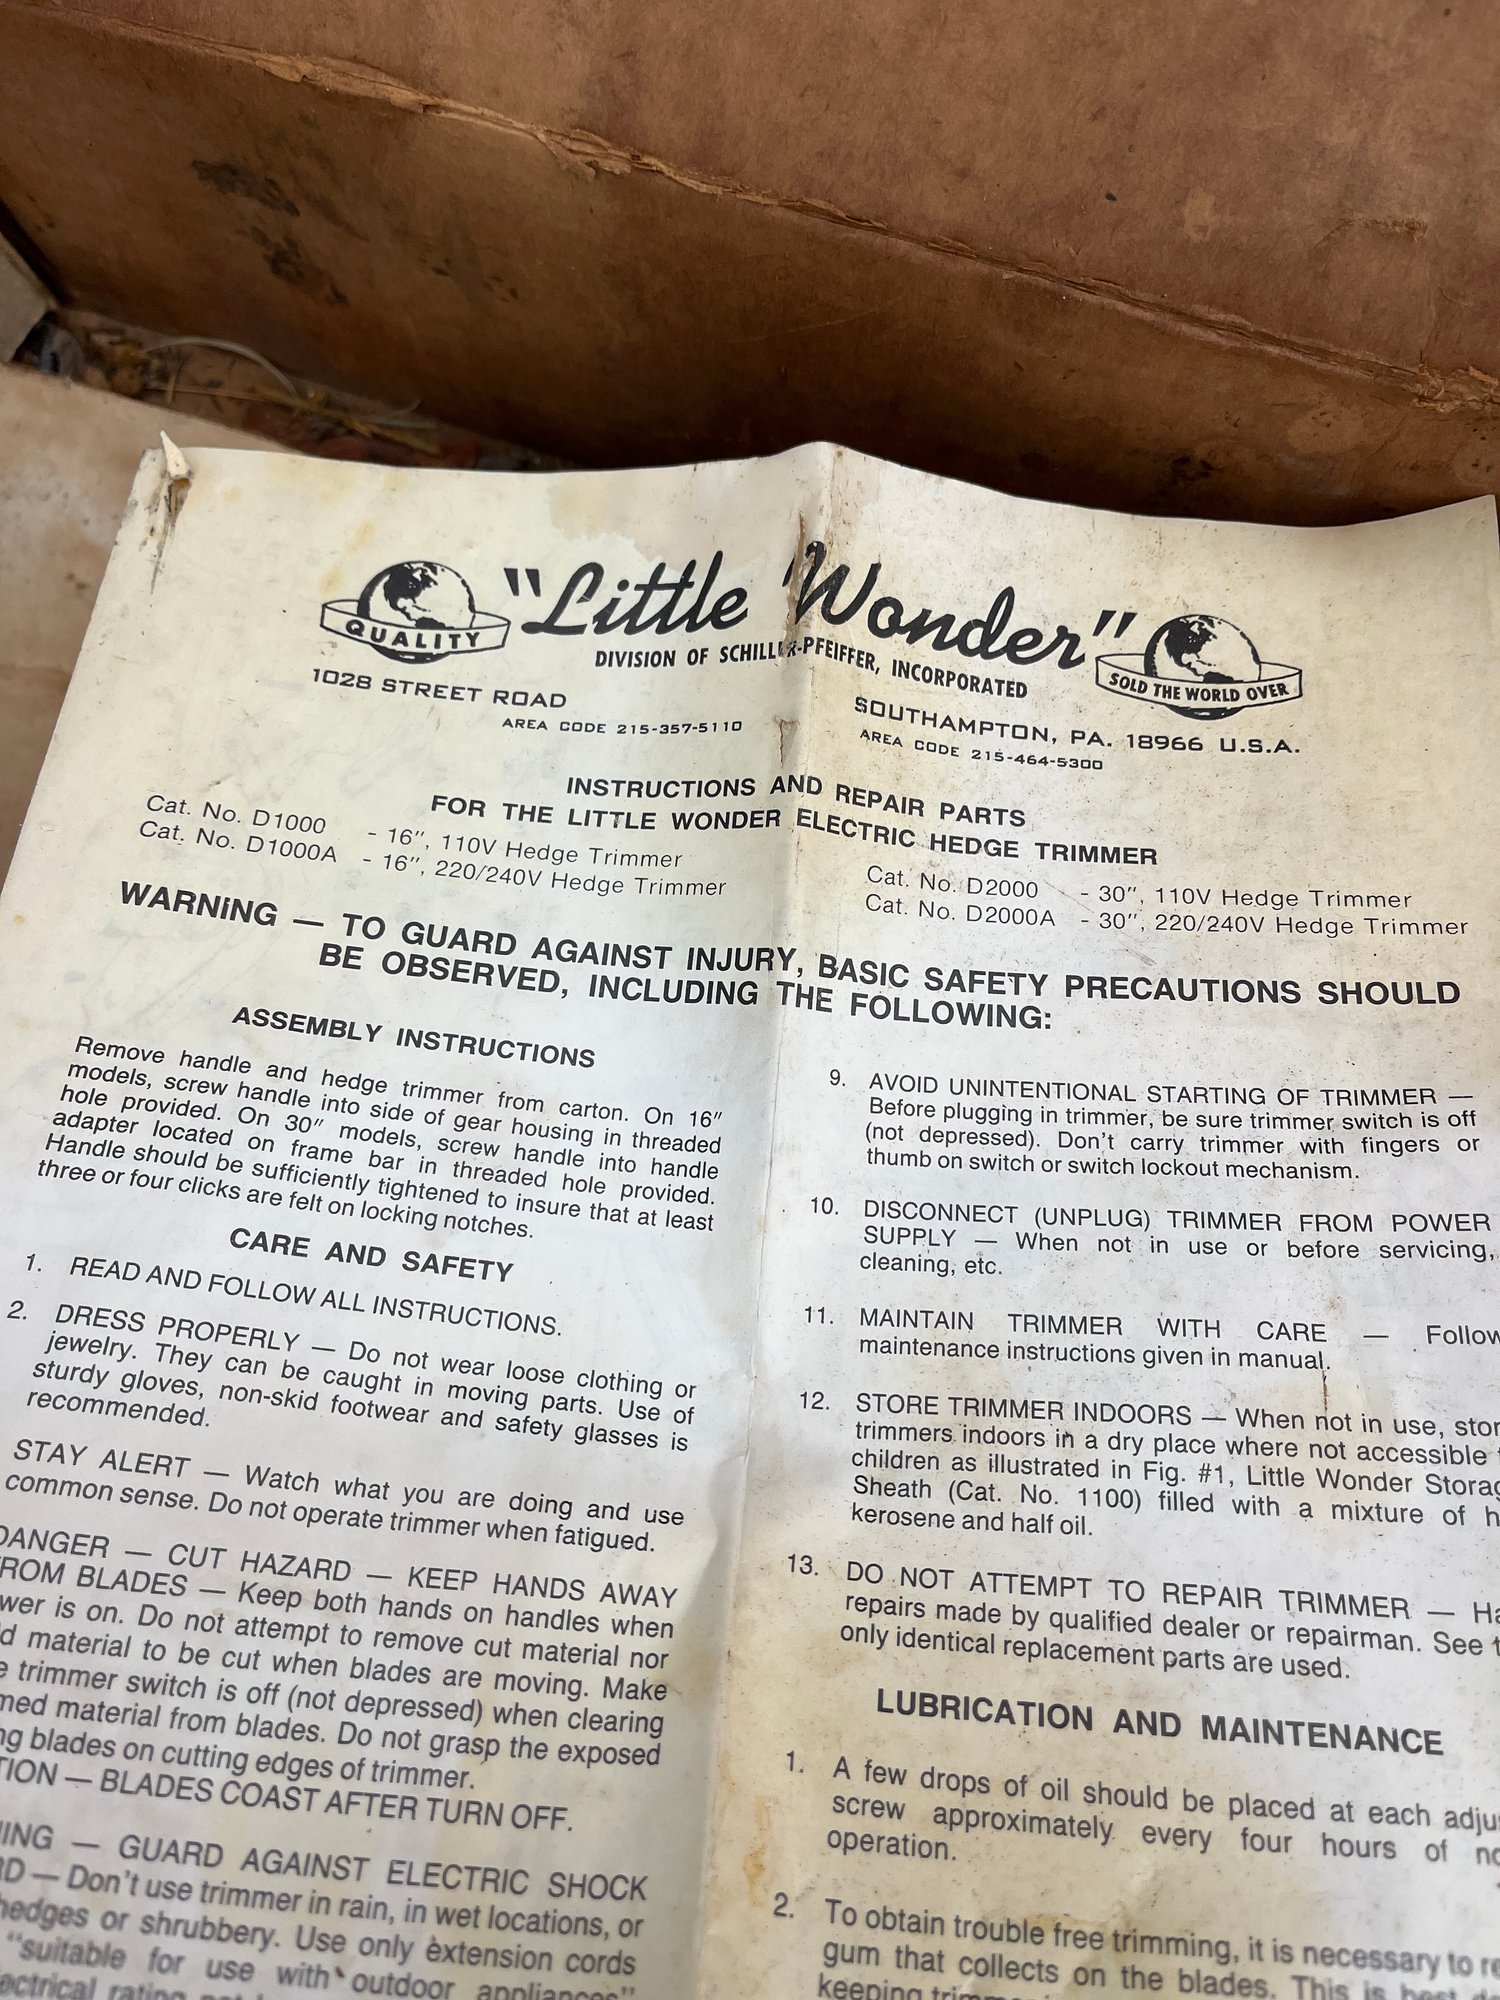 "Little Wonder"
QUALITY
SOLD THE WORLD OVER
DIVISION OF SCHILLER-PFEIFFER, INCORPORATED
1028 STREET ROAD
SOUTHAMPTON, PA. 18966 U.S.A.
AREA CODE 215-357-5110
AREA CODE 215-464-5300
INSTRUCTIONS AND REPAIR PARTS
FOR THE LITTLE WONDER ELECTRIC HEDGE TRIMMER
Cat. No. D1000 - 16", 110V Hedge Trimmer
Cat. No. D1000A - 16", 220/240V Hedge Trimmer
Cat. No. D2000 - 30", 110V Hedge Trimmer
Cat. No. D2000A - 30", 220/240V Hedge Trimmer
WARNING — TO GUARD AGAINST INJURY, BASIC SAFETY PRECAUTIONS SHOULD
BE OBSERVED, INCLUDING THE FOLLOWING:
ASSEMBLY INSTRUCTIONS
Remove handle and hedge trimmer from carton. On 16"
models, screw handle into side of gear housing in threaded
hole provided. On 30" models, screw handle into handle
adapter located on frame bar in threaded hole provided.
Handle should be sufficiently tightened to insure that at least
three or four clicks are felt on locking notches.
CARE AND SAFETY
1. READ AND FOLLOW ALL INSTRUCTIONS.
2. DRESS PROPERLY — Do not wear loose clothing or
jewelry. They can be caught in moving parts. Use of
sturdy gloves, non-skid footwear and safety glasses is
recommended.
STAY ALERT — Watch what you are doing and use
common sense. Do not operate trimmer when fatigued.
DANGER — CUT HAZARD — KEEP HANDS AWAY
ROM BLADES — Keep both hands on handles when
wer is on. Do not attempt to remove cut material nor
d material to be cut when blades are moving. Make
e trimmer switch is off (not depressed) when clearing
med material from blades. Do not grasp the exposed
ng blades on cutting edges of trimmer.
TION — BLADES COAST AFTER TURN OFF.
ING — GUARD AGAINST ELECTRIC SHOCK
RD — Don't use trimmer in rain, in wet locations, or
hedges or shrubbery. Use only extension cords
"suitable for use with outdoor appliances"
ectrical rating not
9. AVOID UNINTENTIONAL STARTING OF TRIMMER —
Before plugging in trimmer, be sure trimmer switch is off
(not depressed). Don't carry trimmer with fingers or
thumb on switch or switch lockout mechanism.
10. DISCONNECT (UNPLUG) TRIMMER FROM POWER
SUPPLY — When not in use or before servicing,
cleaning, etc.
11. MAINTAIN TRIMMER WITH CARE — Follow
maintenance instructions given in manual.
12. STORE TRIMMER INDOORS — When not in use, stor
trimmers indoors in a dry place where not accessible
children as illustrated in Fig. #1, Little Wonder Storag
Sheath (Cat. No. 1100) filled with a mixture of h
kerosene and half oil.
13. DO NOT ATTEMPT TO REPAIR TRIMMER — Ha
repairs made by qualified dealer or repairman. See t
only identical replacement parts are used.
LUBRICATION AND MAINTENANCE
1. A few drops of oil should be placed at each adju
screw approximately every four hours of no
operation.
2. To obtain trouble free trimming, it is necessary to re
gum that collects on the blades. This is best
keeping